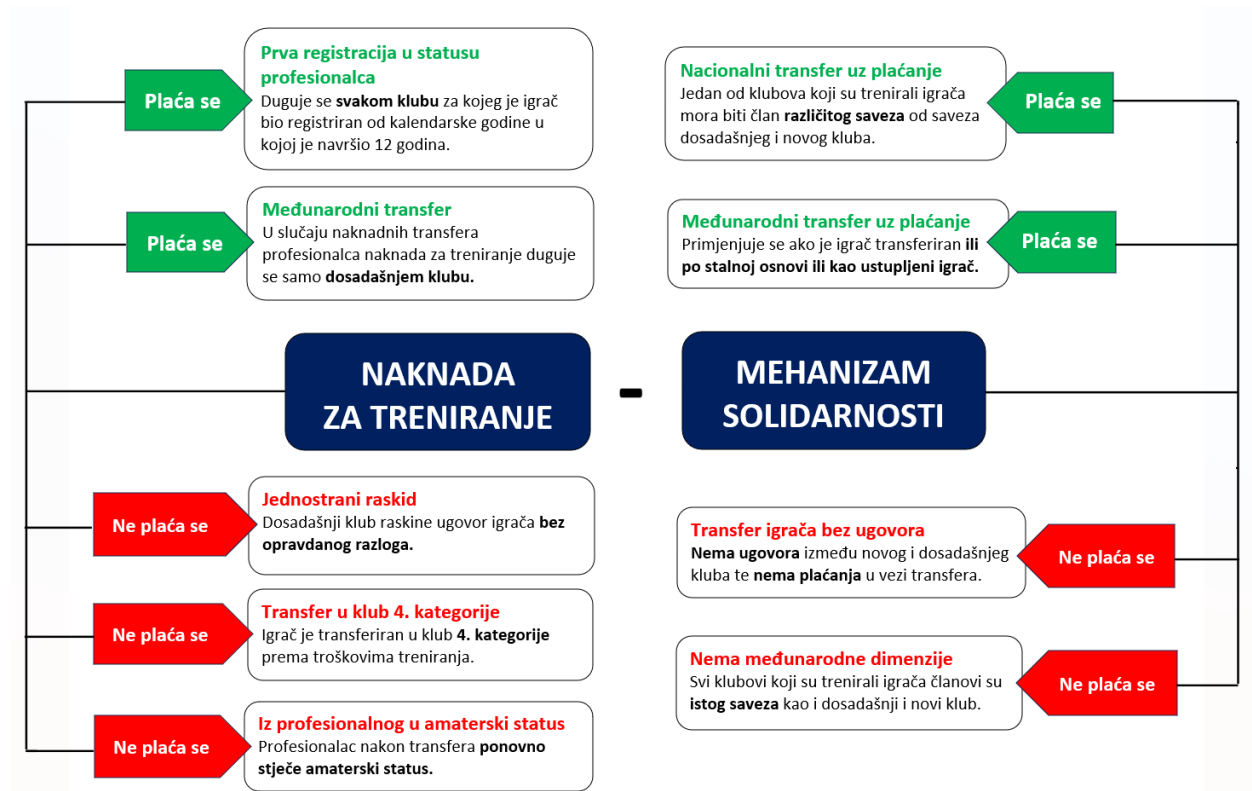 Plaća se
Prva registracija u statusu
profesionalca
Duguje se svakom klubu za kojeg je igrač
bio registriran od kalendarske godine u
kojoj je navršio 12 godina.
Plaća se
Međunarodni transfer
U slučaju naknadnih transfera
profesionalca naknada za treniranje duguje
se samo dosadašnjem klubu.
Nacionalni transfer uz plaćanje
Jedan od klubova koji su trenirali igrača
mora biti član različitog saveza od saveza
dosadašnjeg i novog kluba.
Plaća se
Međunarodni transfer uz plaćanje
Primjenjuje se ako je igrač transferiran ili
po stalnoj osnovi ili kao ustupljeni igrač.
Plaća se
NAKNADA
ZA TRENIRANJE
-
MEHANIZAM
SOLIDARNOSTI
Ne plaća se
Jednostrani raskid
Dosadašnji klub raskine ugovor igrača bez
opravdanog razloga.
Ne plaća se
Transfer u klub 4. kategorije
Igrač je transferiran u klub 4. kategorije
prema troškovima treniranja.
Ne plaća se
Iz profesionalnog u amaterski status
Profesionalac nakon transfera ponovno
stječe amaterski status.
Transfer igrača bez ugovora
Nema ugovora između novog i dosadašnjeg
kluba te nema plaćanja u vezi transfera.
Ne plaća se
Nema međunarodne dimenzije
Svi klubovi koji su trenirali igrača članovi su
istog saveza kao i dosadašnji i novi klub.
Ne plaća se